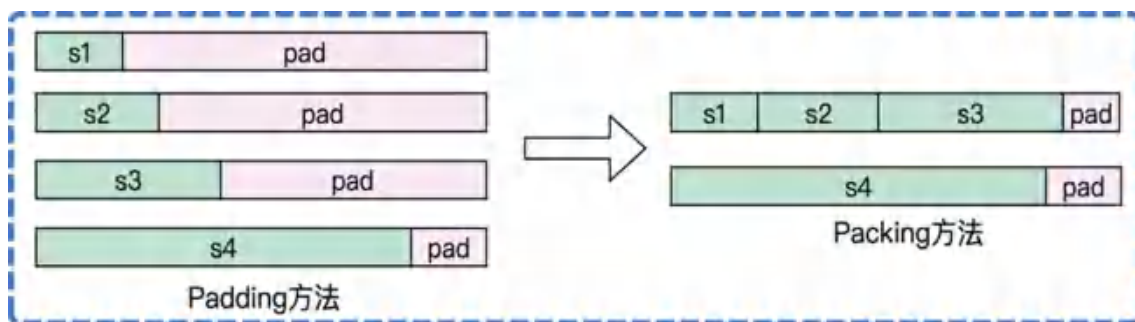 s1 pad
s2 pad
s3 pad
s4 pad
Padding方法
s1 s2 s3 pad
s4 pad
Packing方法